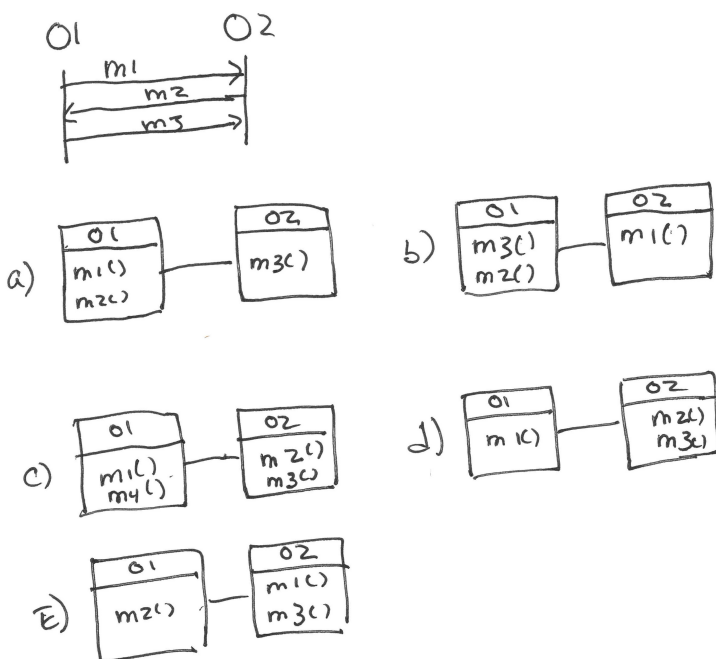 O1 O2
m1
m2
m3
a)
O1
m1()
m2()
O2
m3()
b)
O1
m3()
m2()
O2
m1()
c)
O1
m1()
m4()
O2
m2()
m3()
d)
O1
m1()
O2
m2()
m3()
E)
O1
m2()
O2
m1()
m3()